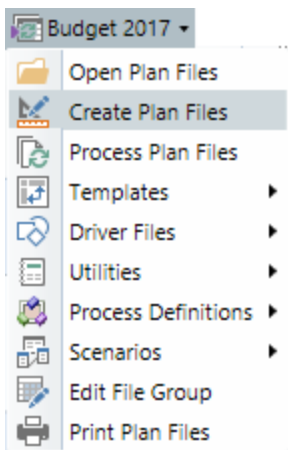 Budget 2017
Open Plan Files
Create Plan Files
Process Plan Files
Templates
Driver Files
Utilities
Process Definitions
Scenarios
Edit File Group
Print Plan Files